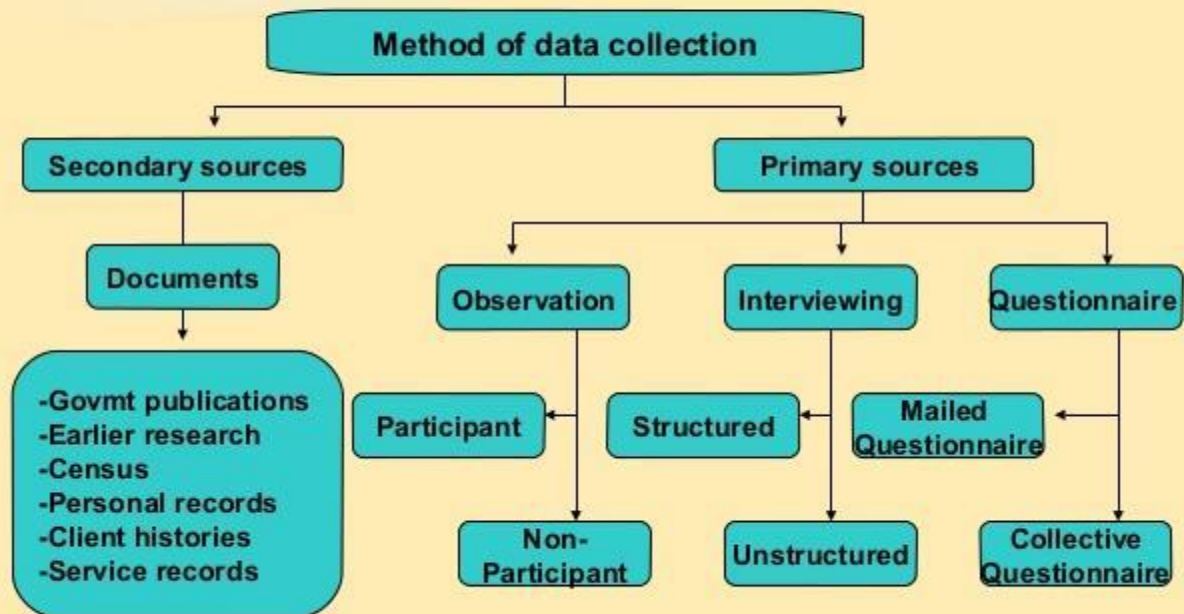 Method of data collection
Secondary sources
Primary sources
Documents
Observation
Interviewing
Questionnaire
-Govmt publications
-Earlier research
-Census
-Personal records
-Client histories
-Service records
Participant
Structured
Mailed
Questionnaire
Non-
Participant
Unstructured
Collective
Questionnaire